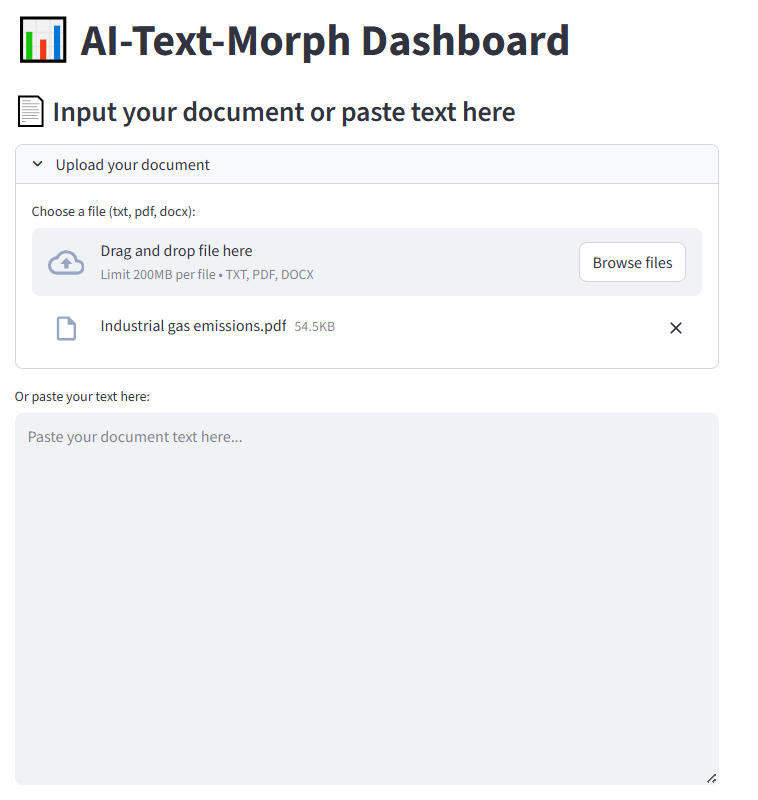 AI-Text-Morph Dashboard
Input your document or paste text here
Upload your document
Choose a file (txt, pdf, docx):
Drag and drop file here
Limit 200MB per file • TXT, PDF, DOCX
Browse files
Industrial gas emissions.pdf 54.5KB
Or paste your text here:
Paste your document text here...